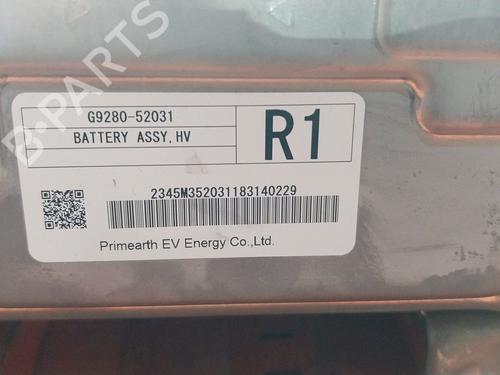 B-PARTS
G9280-52031
BATTERY ASSY,HV
R1
2345M352031183140229
Primearth EV Energy Co.,Ltd.